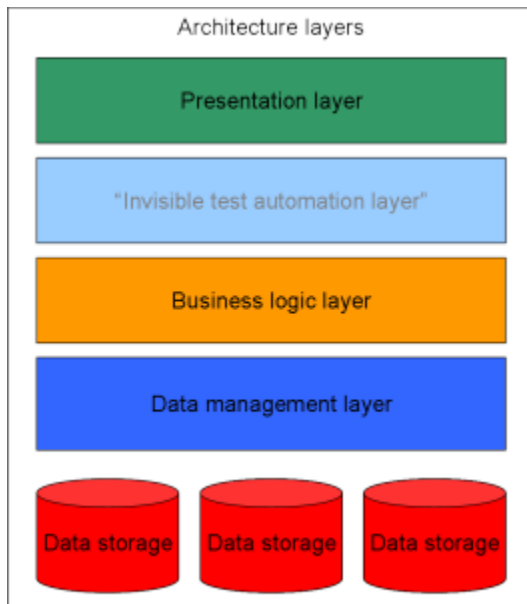 Architecture layers
Presentation layer
“Invisible test automation layer”
Business logic layer
Data management layer
Data storage Data storage Data storage